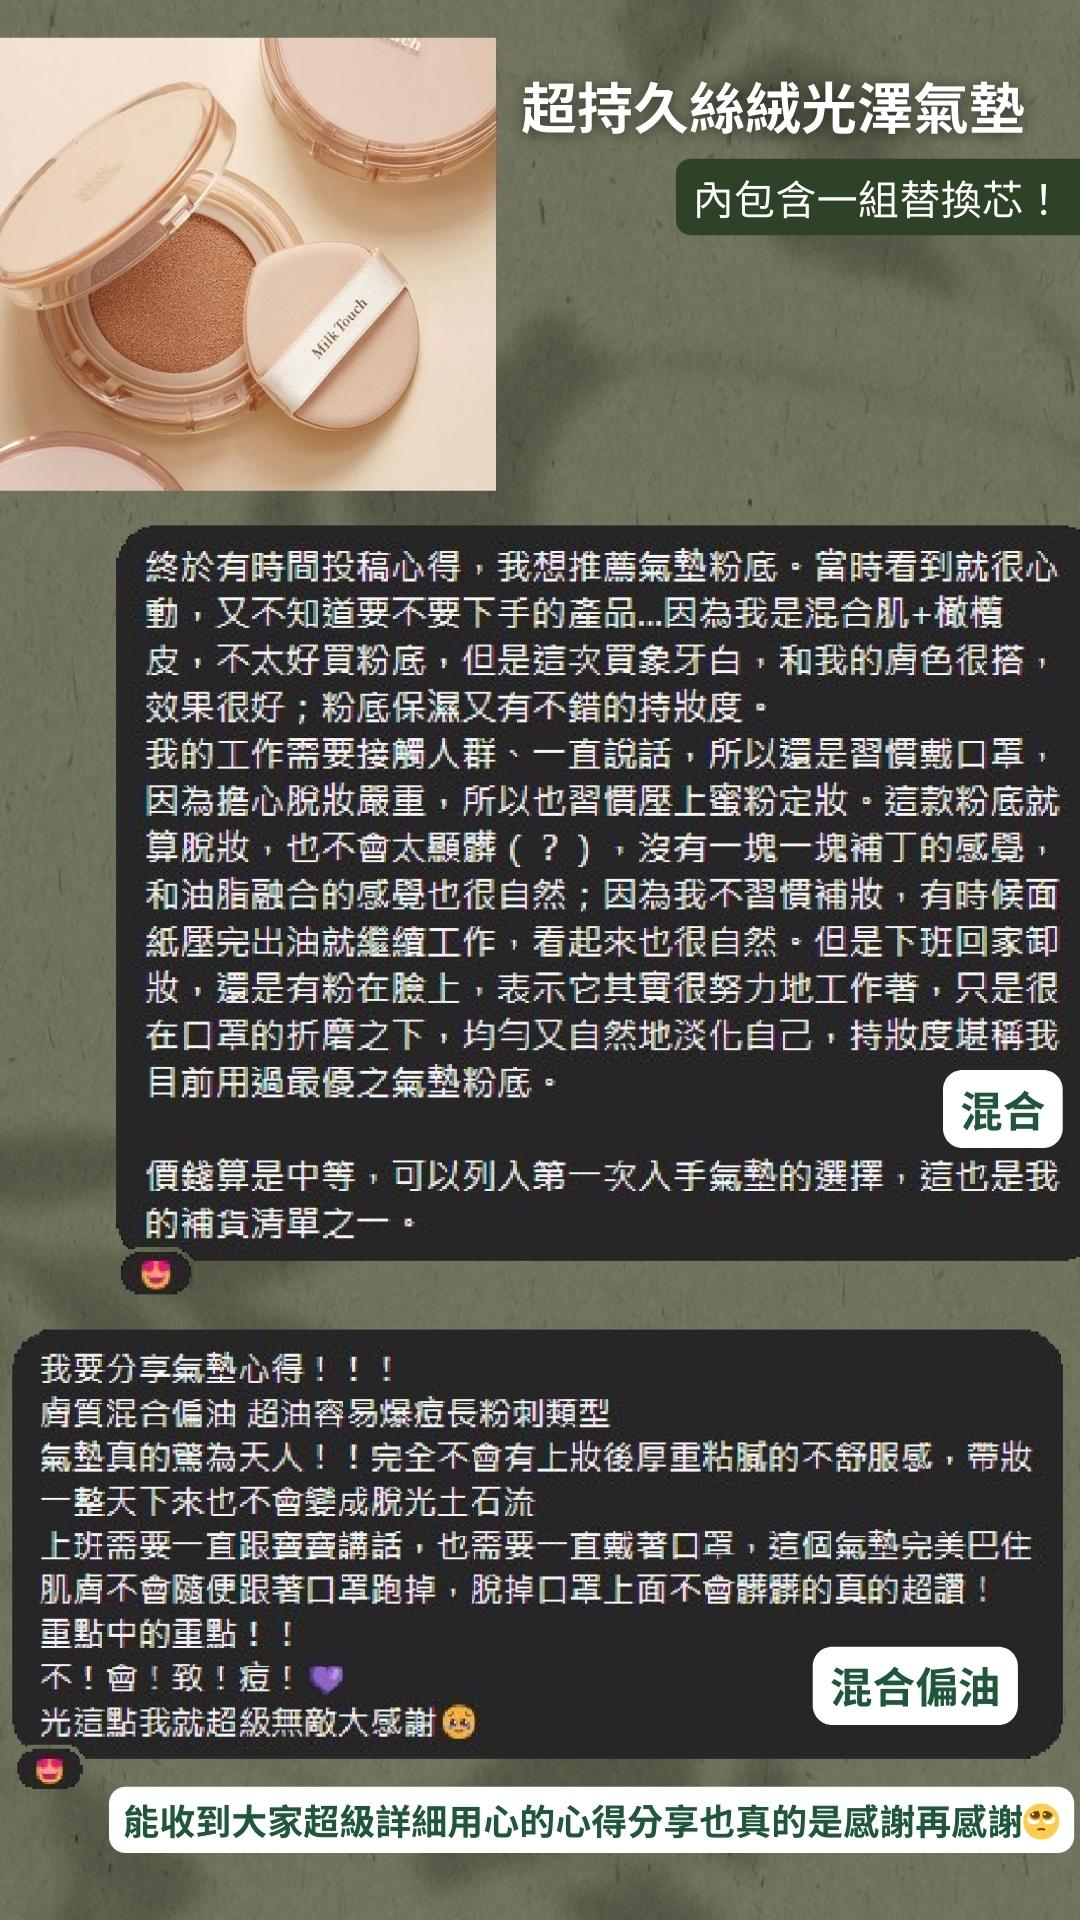 超持久絲絨光澤氣墊
內包含一組替換芯！
Milk Touch
終於有時間投稿心得，我想推薦氣墊粉底。當時看到就很心
動，又不知道要不要下手的產品...因為我是混合肌+橄欖
皮，不太好買粉底，但是這次買象牙白，和我的膚色很搭，
效果很好；粉底保濕又有不錯的持妝度。
我的工作需要接觸人群、一直說話，所以還是習慣戴口罩，
因為擔心脫妝嚴重，所以也習慣壓上蜜粉定妝。這款粉底就
算脫妝，也不會太顯髒（？），沒有一塊一塊補丁的感覺，
和油脂融合的感覺也很自然；因為我不習慣補妝，有時候面
紙壓完出油就繼續工作，看起來也很自然。但是下班回家卸
妝，還是有粉在臉上，表示它其實很努力地工作著，只是很
在口罩的折磨之下，均勻又自然地淡化自己，持妝度堪稱我
目前用過最優之氣墊粉底。
混合
價錢算是中等，可以列入第一次入手氣墊的選擇，這也是我
的補貨清單之一。
我要分享氣墊心得！！！
膚質混合偏油 超油容易爆痘長粉刺類型
氣墊真的驚為天人！！完全不會有上妝後厚重粘膩的不舒服感，帶妝
一整天下來也不會變成脫光土石流
上班需要一直跟寶寶講話，也需要一直戴著口罩，這個氣墊完美巴住
肌膚不會隨便跟著口罩跑掉，脫掉口罩上面不會髒髒的真的超讚！
重點中的重點！！
不！會！致！痘！💜
光這點我就超級無敵大感謝🥹
混合偏油
能收到大家超級詳細用心的心得分享也真的是感謝再感謝🥺